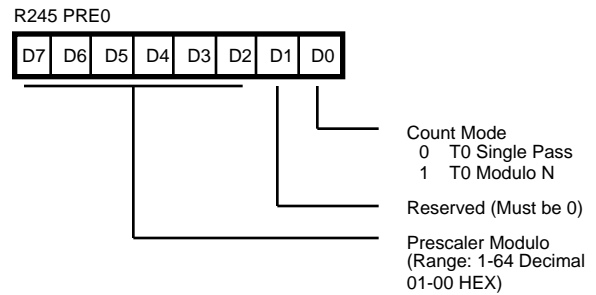 R245 PRE0
D7 D6 D5 D4 D3 D2 D1 D0
Count Mode
0 T0 Single Pass
1 T0 Modulo N
Reserved (Must be 0)
Prescaler Modulo
(Range: 1-64 Decimal
01-00 HEX)